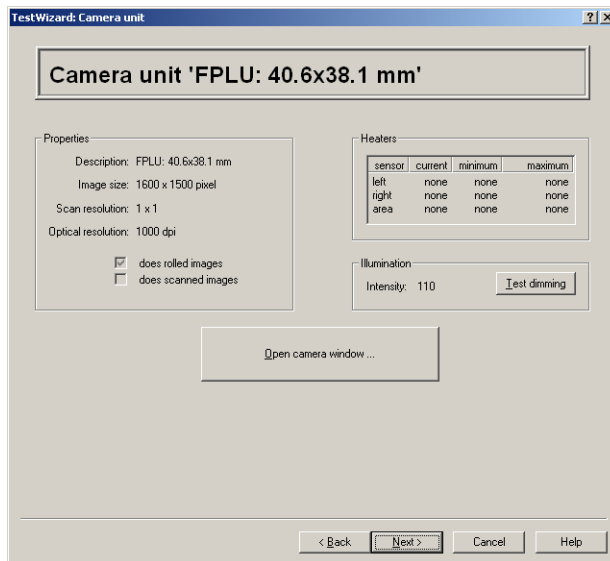 TestWizard: Camera unit
Camera unit 'FPLU: 40.6x38.1 mm'
Properties
Description: FPLU: 40.6x38.1 mm
Image size: 1600 x 1500 pixel
Scan resolution: 1 x 1
Optical resolution: 1000 dpi
does rolled images
does scanned images
Heaters
sensor current minimum maximum
left none none none
right none none none
area none none none
Illumination
Intensity: 110 Test dimming
Open camera window ...
< Back Next > Cancel Help